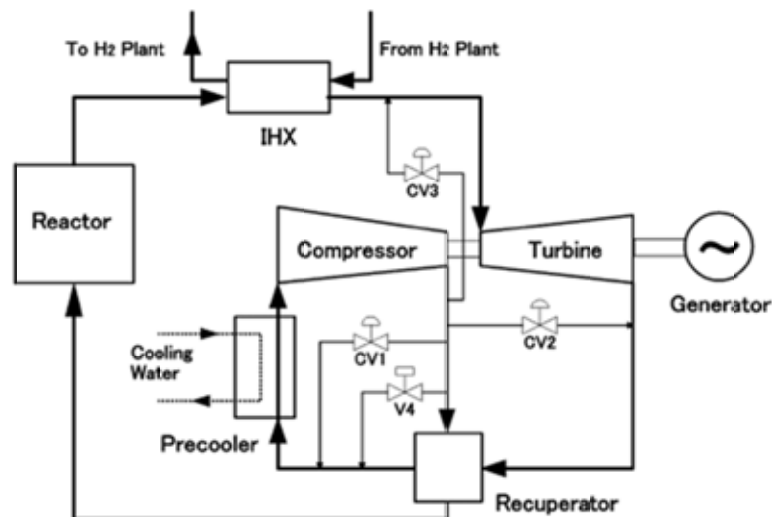 To H2 Plant
From H2 Plant
IHX
CV3
Reactor
Compressor
Turbine
Generator
Cooling
Water
CV1
CV2
V4
Precooler
Recuperator